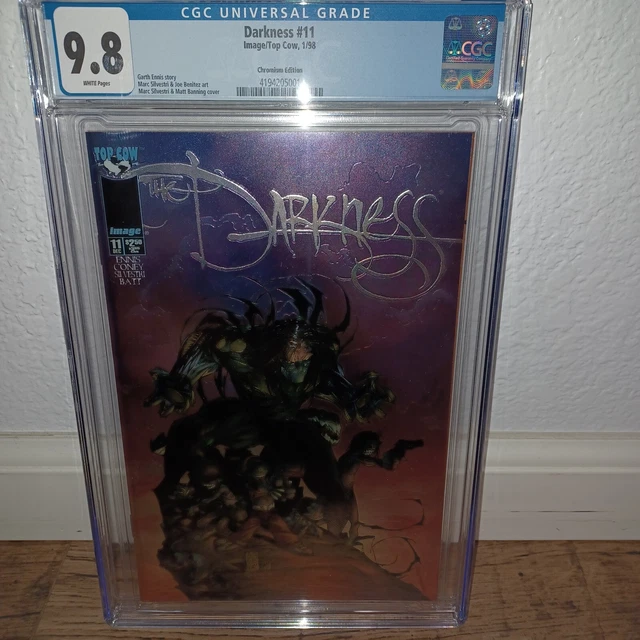 CGC UNIVERSAL GRADE
9.8
WHITE Pages
Darkness #11
Image/Top Cow, 1/98
Chromium Edition
Garth Ennis story
Marc Silvestri & Joe Benitez art
Marc Silvestri & Matt Banning cover
CGC
TOP COW
THE DARKNESS
image
11
$2.50
ENNIS
CONEY
SILVESTRI
BATT